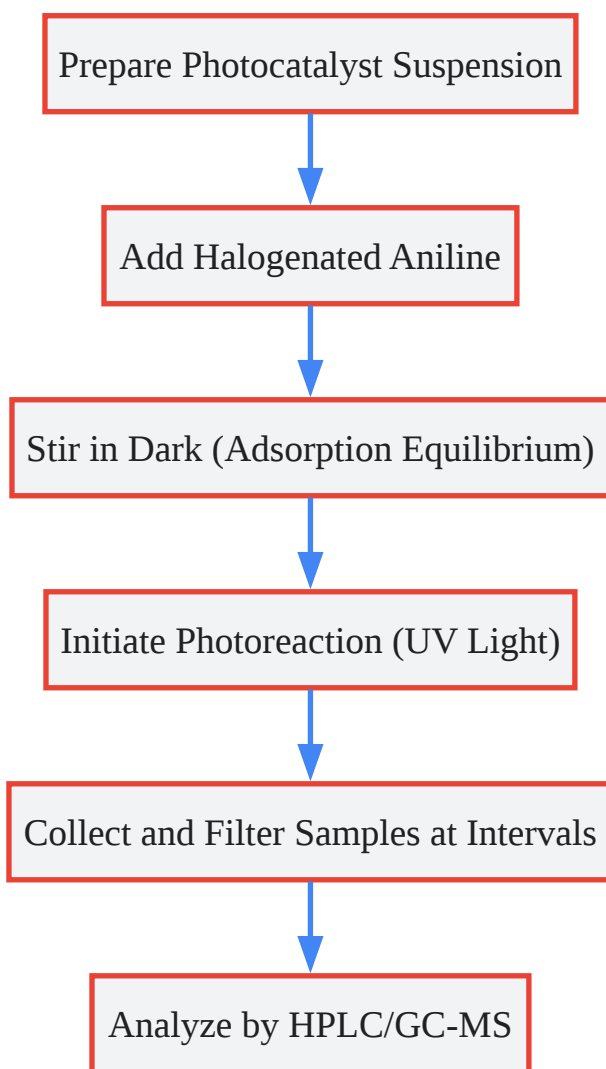 Prepare Photocatalyst Suspension
Add Halogenated Aniline
Stir in Dark (Adsorption Equilibrium)
Initiate Photoreaction (UV Light)
Collect and Filter Samples at Intervals
Analyze by HPLC/GC-MS